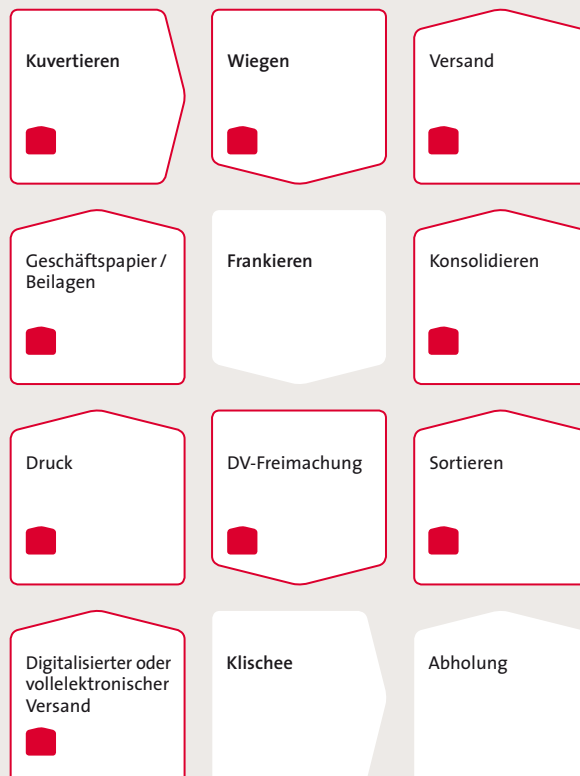 Kuvertieren
Wiegen
Versand
Geschäftspapier /
Beilagen
Frankieren
Konsolidieren
Druck
DV-Freimachung
Sortieren
Digitalisierter oder
vollelektronischer
Versand
Klischee
Abholung